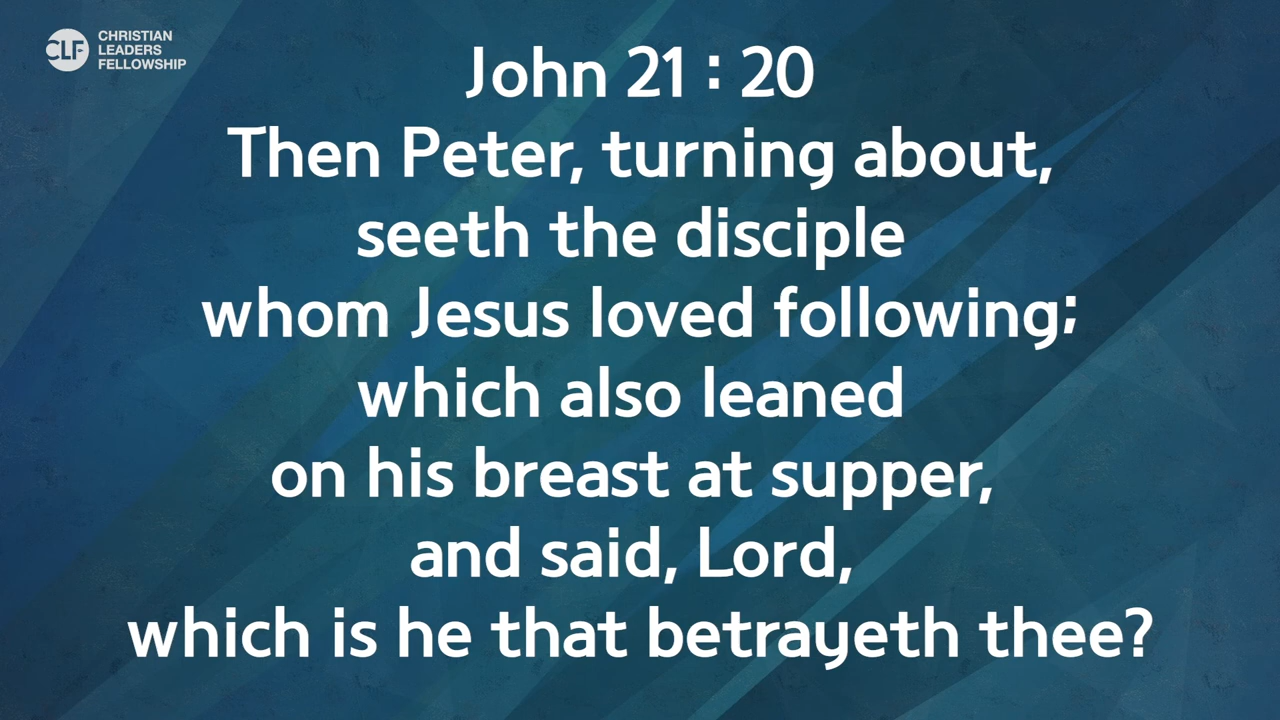 CLF
CHRISTIAN
LEADERS
FELLOWSHIP
John 21 : 20
Then Peter, turning about,
seeth the disciple
whom Jesus loved following;
which also leaned
on his breast at supper,
and said, Lord,
which is he that betrayeth thee?